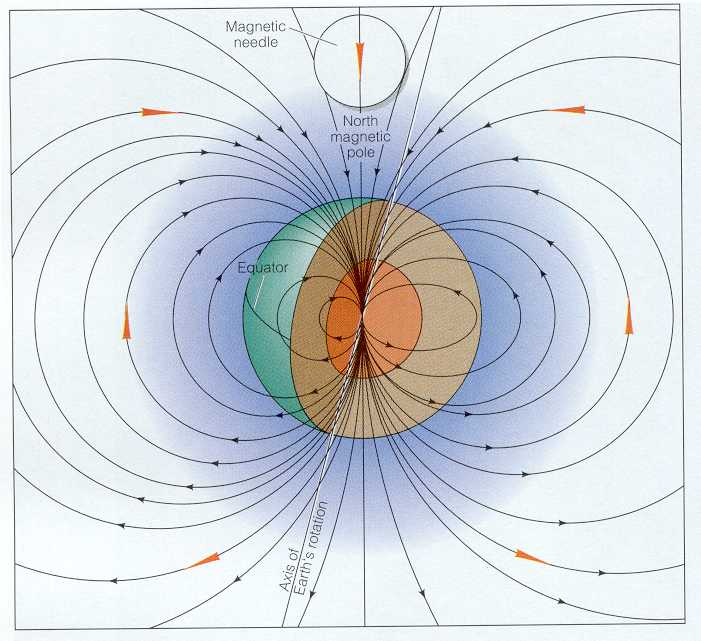 Magnetic
needle
North
magnetic
pole
Equator
Axis of
Earth's rotation